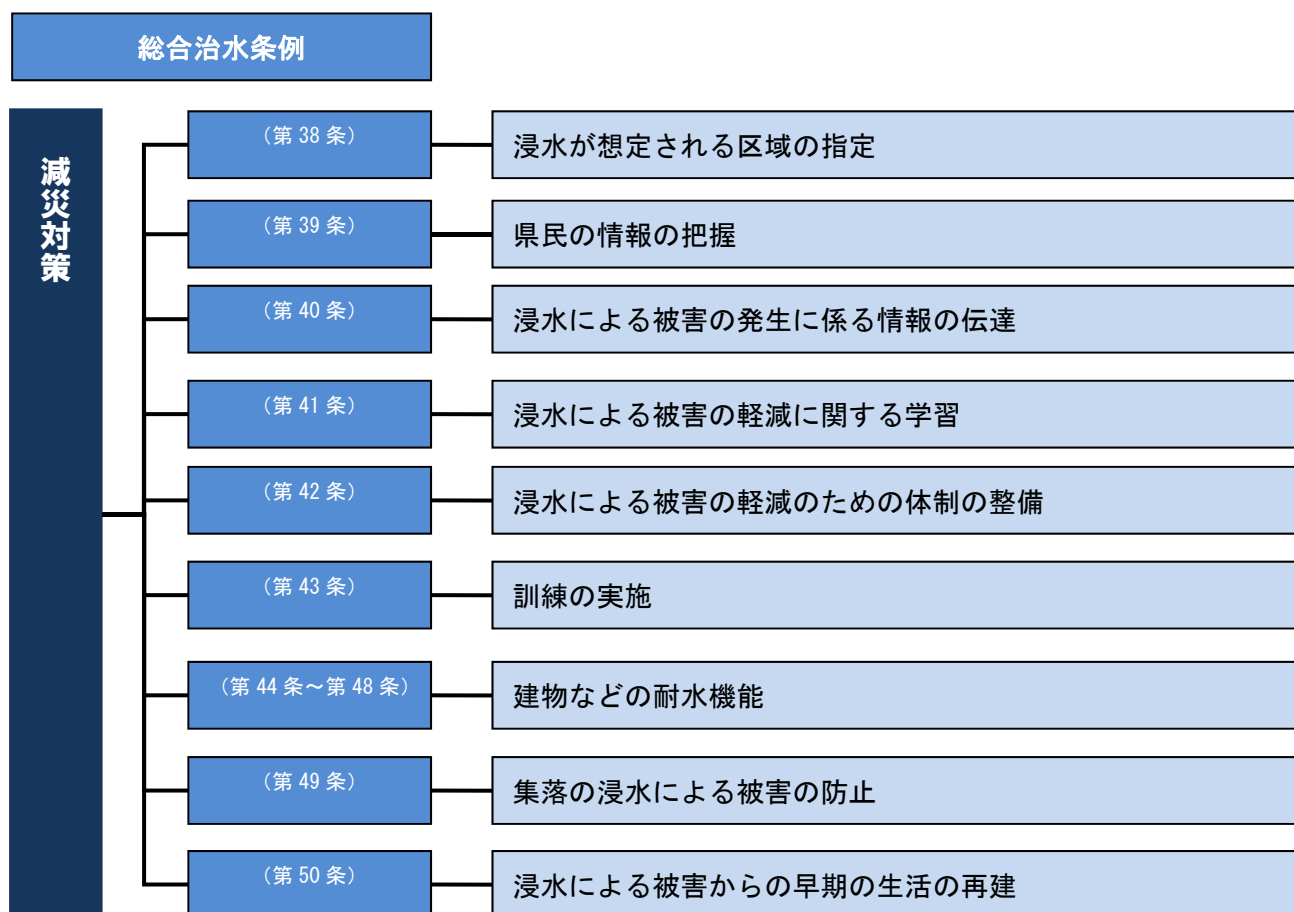 総合治水条例
減災対策
（第 38 条）
浸水が想定される区域の指定
（第 39 条）
県民の情報の把握
（第 40 条）
浸水による被害の発生に係る情報の伝達
（第 41 条）
浸水による被害の軽減に関する学習
（第 42 条）
浸水による被害の軽減のための体制の整備
（第 43 条）
訓練の実施
（第 44 条～第 48 条）
建物などの耐水機能
（第 49 条）
集落の浸水による被害の防止
（第 50 条）
浸水による被害からの早期の生活の再建